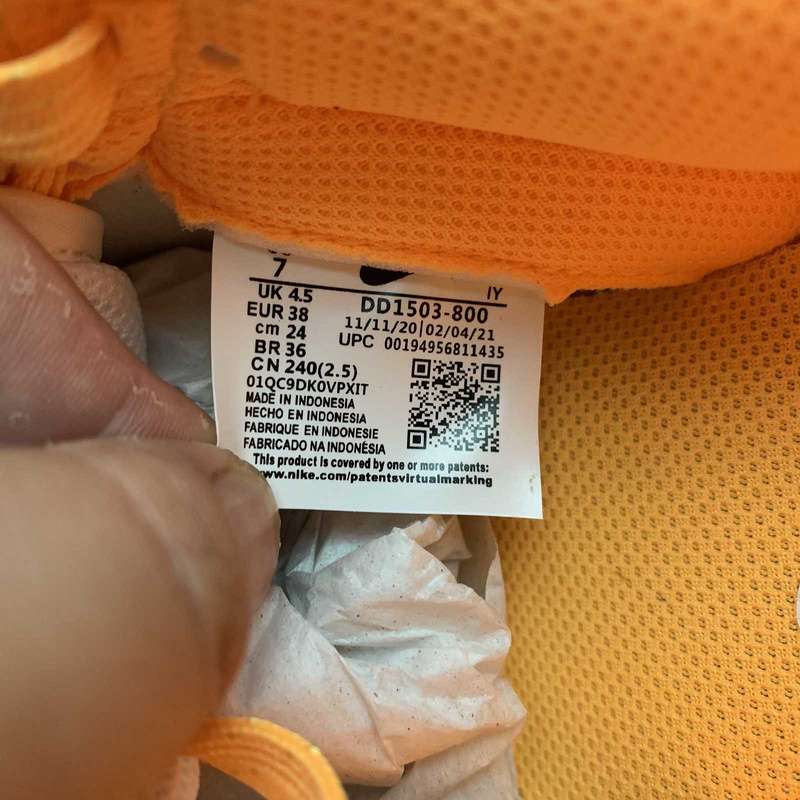 7
IY
UK 4.5
DD1503-800
EUR 38
11/11/20|02/04/21
cm 24
UPC 00194956811435
BR 36
CN 240(2.5)
01QC9DK0VPXIT
MADE IN INDONESIA
HECHO EN INDONESIA
FABRIQUE EN INDONESIE
FABRICADO NA INDONÉSIA
This product is covered by one or more patents:
www.nike.com/patentsvirtualmarking